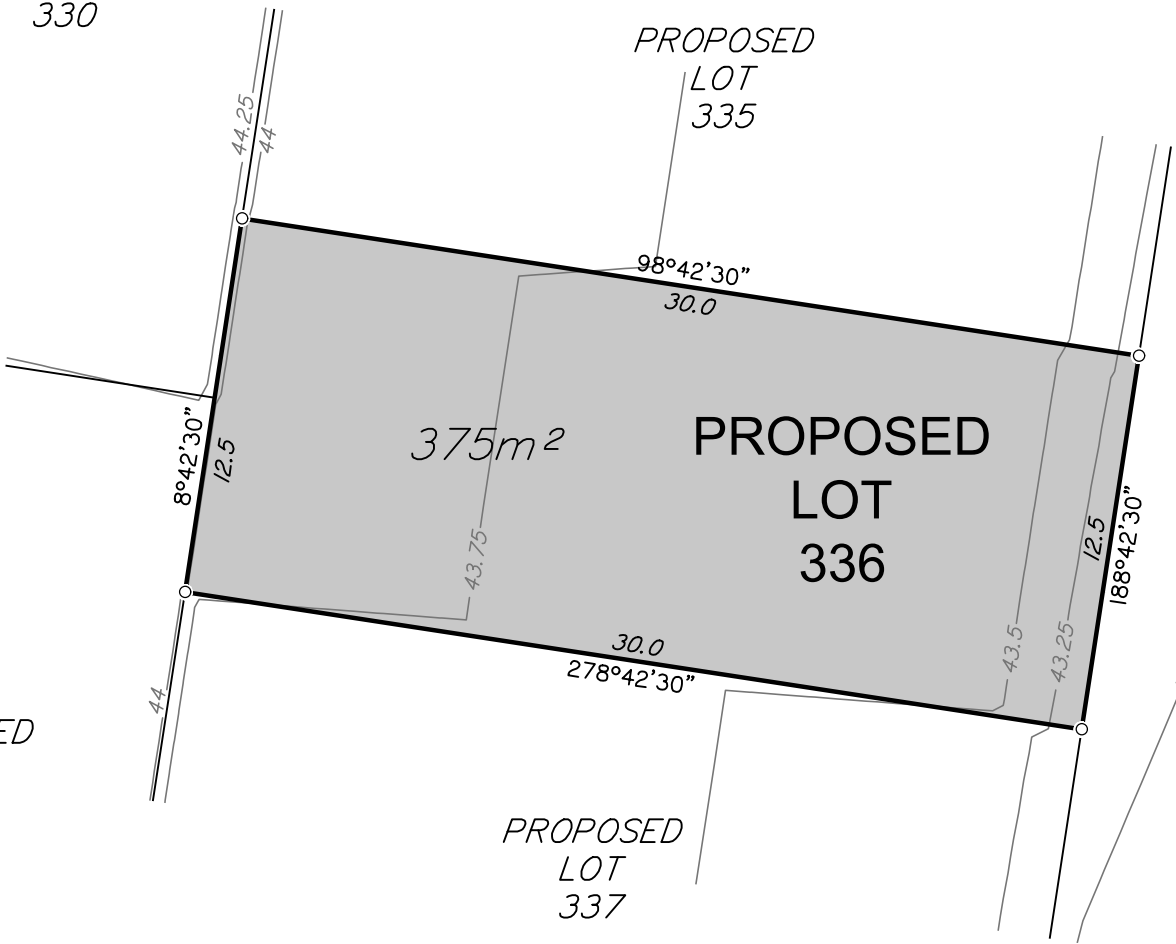 330
PROPOSED
LOT
335
44.25
44
98°42'30"
30.0
8°42'30"
12.5
375m²
PROPOSED
LOT
336
43.75
12.5
188°42'30"
43.5
43.25
30.0
278°42'30"
44
ED
PROPOSED
LOT
337